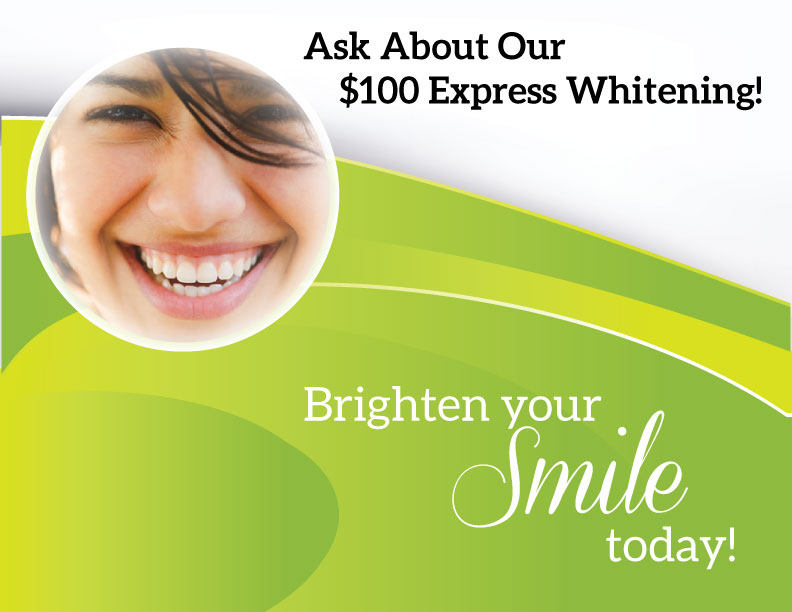 Ask About Our
$100 Express Whitening!
Brighten your
Smile
today!